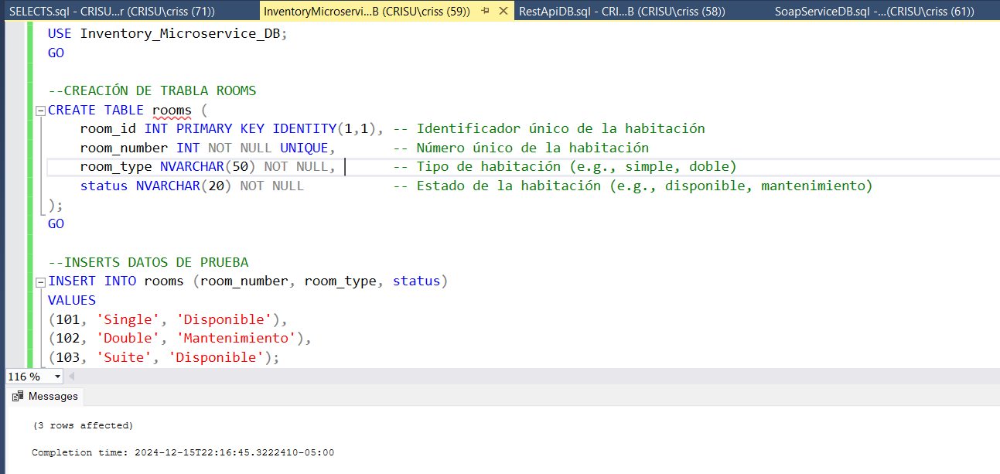 SELECTS.sql - CRISU...r (CRISU\criss (71)) InventoryMicroservi...B (CRISU\criss (59)) RestApiDB.sql - CRI...B (CRISU\criss (58)) SoapServiceDB.sql -...(CRISU\criss (61))
USE Inventory_Microservice_DB;
GO
--CREACIÓN DE TRABLA ROOMS
CREATE TABLE rooms (
room_id INT PRIMARY KEY IDENTITY(1,1), -- Identificador único de la habitación
room_number INT NOT NULL UNIQUE, -- Número único de la habitación
room_type NVARCHAR(50) NOT NULL, -- Tipo de habitación (e.g., simple, doble)
status NVARCHAR(20) NOT NULL -- Estado de la habitación (e.g., disponible, mantenimiento)
);
GO
--INSERTS DATOS DE PRUEBA
INSERT INTO rooms (room_number, room_type, status)
VALUES
(101, 'Single', 'Disponible'),
(102, 'Double', 'Mantenimiento'),
(103, 'Suite', 'Disponible');
116 %
Messages
(3 rows affected)
Completion time: 2024-12-15T22:16:45.3222410-05:00